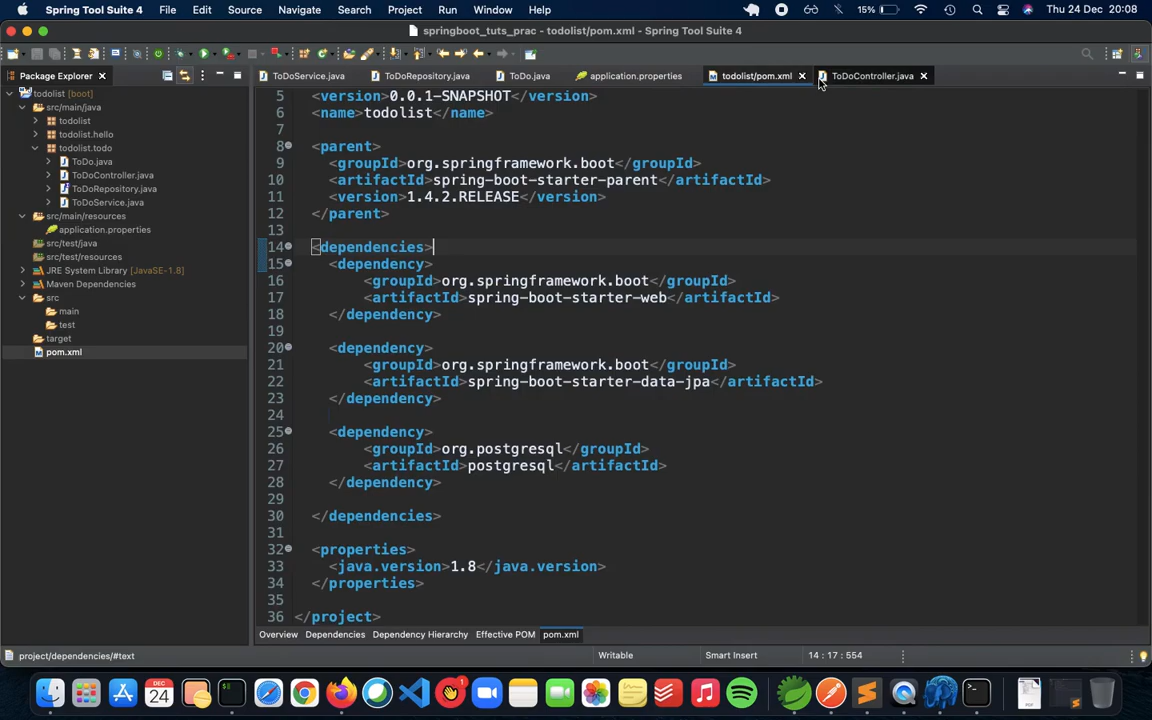 Spring Tool Suite 4 File Edit Source Navigate Search Project Run Window Help 15% Thu 24 Dec 20:08
springboot_tuts_prac - todolist/pom.xml - Spring Tool Suite 4
Package Explorer
ToDoService.java ToDoRepository.java ToDo.java application.properties todolist/pom.xml ToDoController.java
todolist [boot]
src/main/java
todolist
todolist.hello
todolist.todo
ToDo.java
ToDoController.java
ToDoRepository.java
ToDoService.java
src/main/resources
application.properties
src/test/java
src/test/resources
JRE System Library [JavaSE-1.8]
Maven Dependencies
src
main
test
target
pom.xml
5 <version>0.0.1-SNAPSHOT</version>
6 <name>todolist</name>
7
8 <parent>
9 <groupId>org.springframework.boot</groupId>
10 <artifactId>spring-boot-starter-parent</artifactId>
11 <version>1.4.2.RELEASE</version>
12 </parent>
13
14 <dependencies>
15 <dependency>
16 <groupId>org.springframework.boot</groupId>
17 <artifactId>spring-boot-starter-web</artifactId>
18 </dependency>
19
20 <dependency>
21 <groupId>org.springframework.boot</groupId>
22 <artifactId>spring-boot-starter-data-jpa</artifactId>
23 </dependency>
24
25 <dependency>
26 <groupId>org.postgresql</groupId>
27 <artifactId>postgresql</artifactId>
28 </dependency>
29
30 </dependencies>
31
32 <properties>
33 <java.version>1.8</java.version>
34 </properties>
35
36 </project>
Overview Dependencies Dependency Hierarchy Effective POM pom.xml
project/dependencies/#text Writable Smart Insert 14 : 17 : 554
DEC
24
PDF